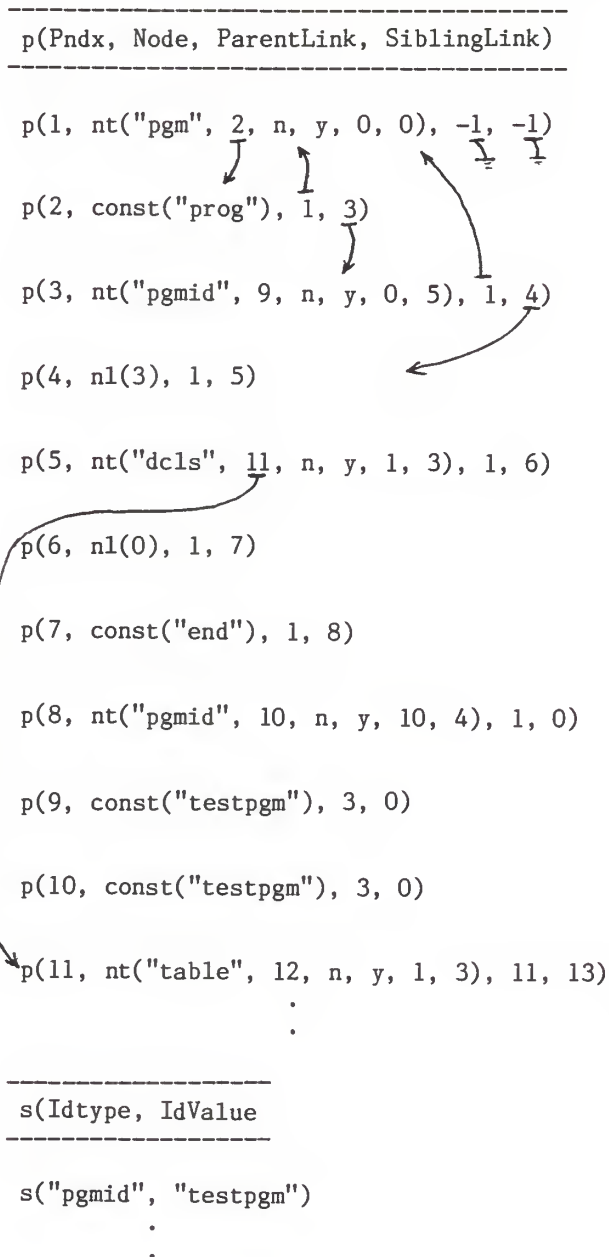 p(Pndx, Node, ParentLink, SiblingLink)
p(1, nt("pgm", 2, n, y, 0, 0), -1, -1)
p(2, const("prog"), 1, 3)
p(3, nt("pgmid", 9, n, y, 0, 5), 1, 4)
p(4, nl(3), 1, 5)
p(5, nt("dcls", 11, n, y, 1, 3), 1, 6)
p(6, nl(0), 1, 7)
p(7, const("end"), 1, 8)
p(8, nt("pgmid", 10, n, y, 10, 4), 1, 0)
p(9, const("testpgm"), 3, 0)
p(10, const("testpgm"), 3, 0)
p(11, nt("table", 12, n, y, 1, 3), 11, 13)
.
.
s(Idtype, IdValue
s("pgmid", "testpgm")
.
.